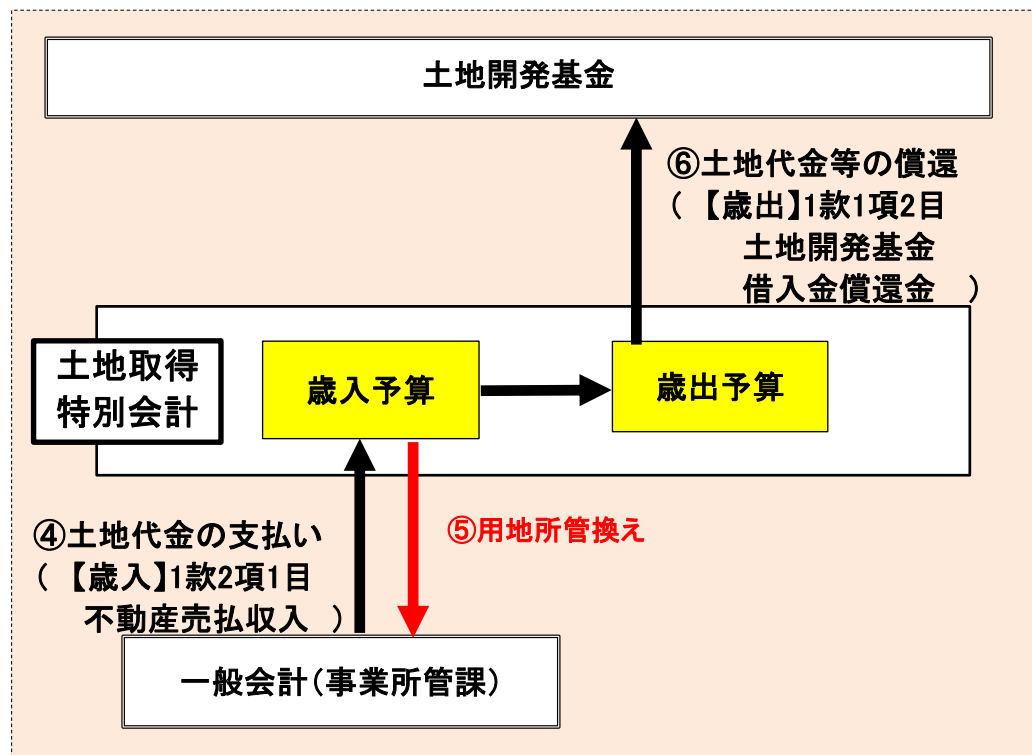 土地開発基金
⑥土地代金等の償還
（ 【歳出】1款1項2目
土地開発基金
借入金償還金 ）
土地取得
特別会計
歳入予算
歳出予算
④土地代金の支払い
（ 【歳入】1款2項1目
不動産売払収入 ）
⑤用地所管換え
一般会計（事業所管課）